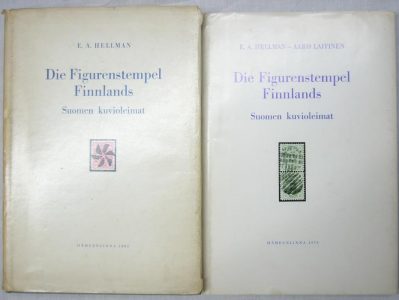 E. A. HELLMAN
Die Figurenstempel
Finnlands
Suomen kuvioleimat
HÄMEENLINNA
E. A. HELLMAN – AARO LAITINEN
Die Figurenstempel
Finnlands
Suomen kuvioleimat
HÄMEENLINNA